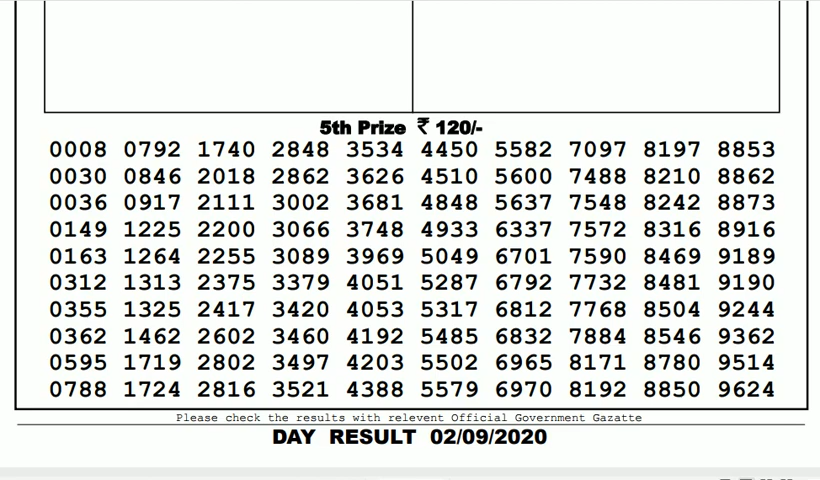 5th Prize ₹ 120/-
0008 0792 1740 2848 3534 4450 5582 7097 8197 8853
0030 0846 2018 2862 3626 4510 5600 7488 8210 8862
0036 0917 2111 3002 3681 4848 5637 7548 8242 8873
0149 1225 2200 3066 3748 4933 6337 7572 8316 8916
0163 1264 2255 3089 3969 5049 6701 7590 8469 9189
0312 1313 2375 3379 4051 5287 6792 7732 8481 9190
0355 1325 2417 3420 4053 5317 6812 7768 8504 9244
0362 1462 2602 3460 4192 5485 6832 7884 8546 9362
0595 1719 2802 3497 4203 5502 6965 8171 8780 9514
0788 1724 2816 3521 4388 5579 6970 8192 8850 9624
Please check the results with relevent Official Government Gazatte
DAY RESULT 02/09/2020